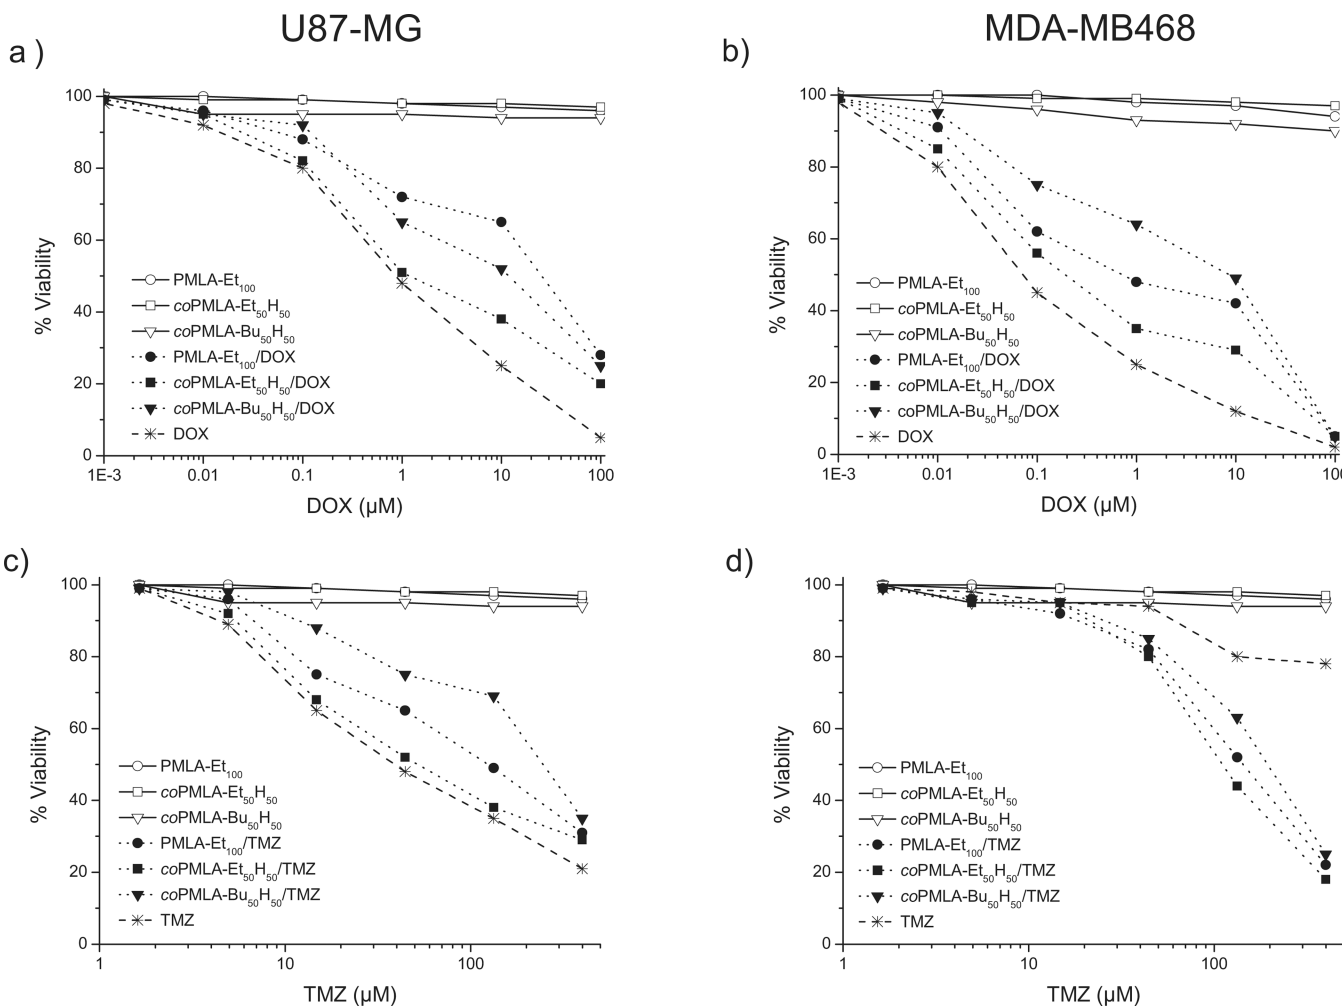 U87-MG
MDA-MB468
a )
b)
100
80
60
40
20
0
% Viability
PMLA-Et100
coPMLA-Et50H50
coPMLA-Bu50H50
PMLA-Et100/DOX
coPMLA-Et50H50/DOX
coPMLA-Bu50H50/DOX
DOX
1E-3 0.01 0.1 1 10 100
DOX (µM)
100
80
60
40
20
0
% Viability
PMLA-Et100
coPMLA-Et50H50
coPMLA-Bu50H50
PMLA-Et100/DOX
coPMLA-Et50H50/DOX
coPMLA-Bu50H50/DOX
DOX
1E-3 0.01 0.1 1 10 100
DOX (µM)
c)
d)
100
80
60
40
20
0
% Viability
PMLA-Et100
coPMLA-Et50H50
coPMLA-Bu50H50
PMLA-Et100/TMZ
coPMLA-Et50H50/TMZ
coPMLA-Bu50H50/TMZ
TMZ
1 10 100
TMZ (µM)
100
80
60
40
20
0
% Viability
PMLA-Et100
coPMLA-Et50H50
coPMLA-Bu50H50
PMLA-Et100/TMZ
coPMLA-Et50H50/TMZ
coPMLA-Bu50H50/TMZ
TMZ
1 10 100
TMZ (µM)